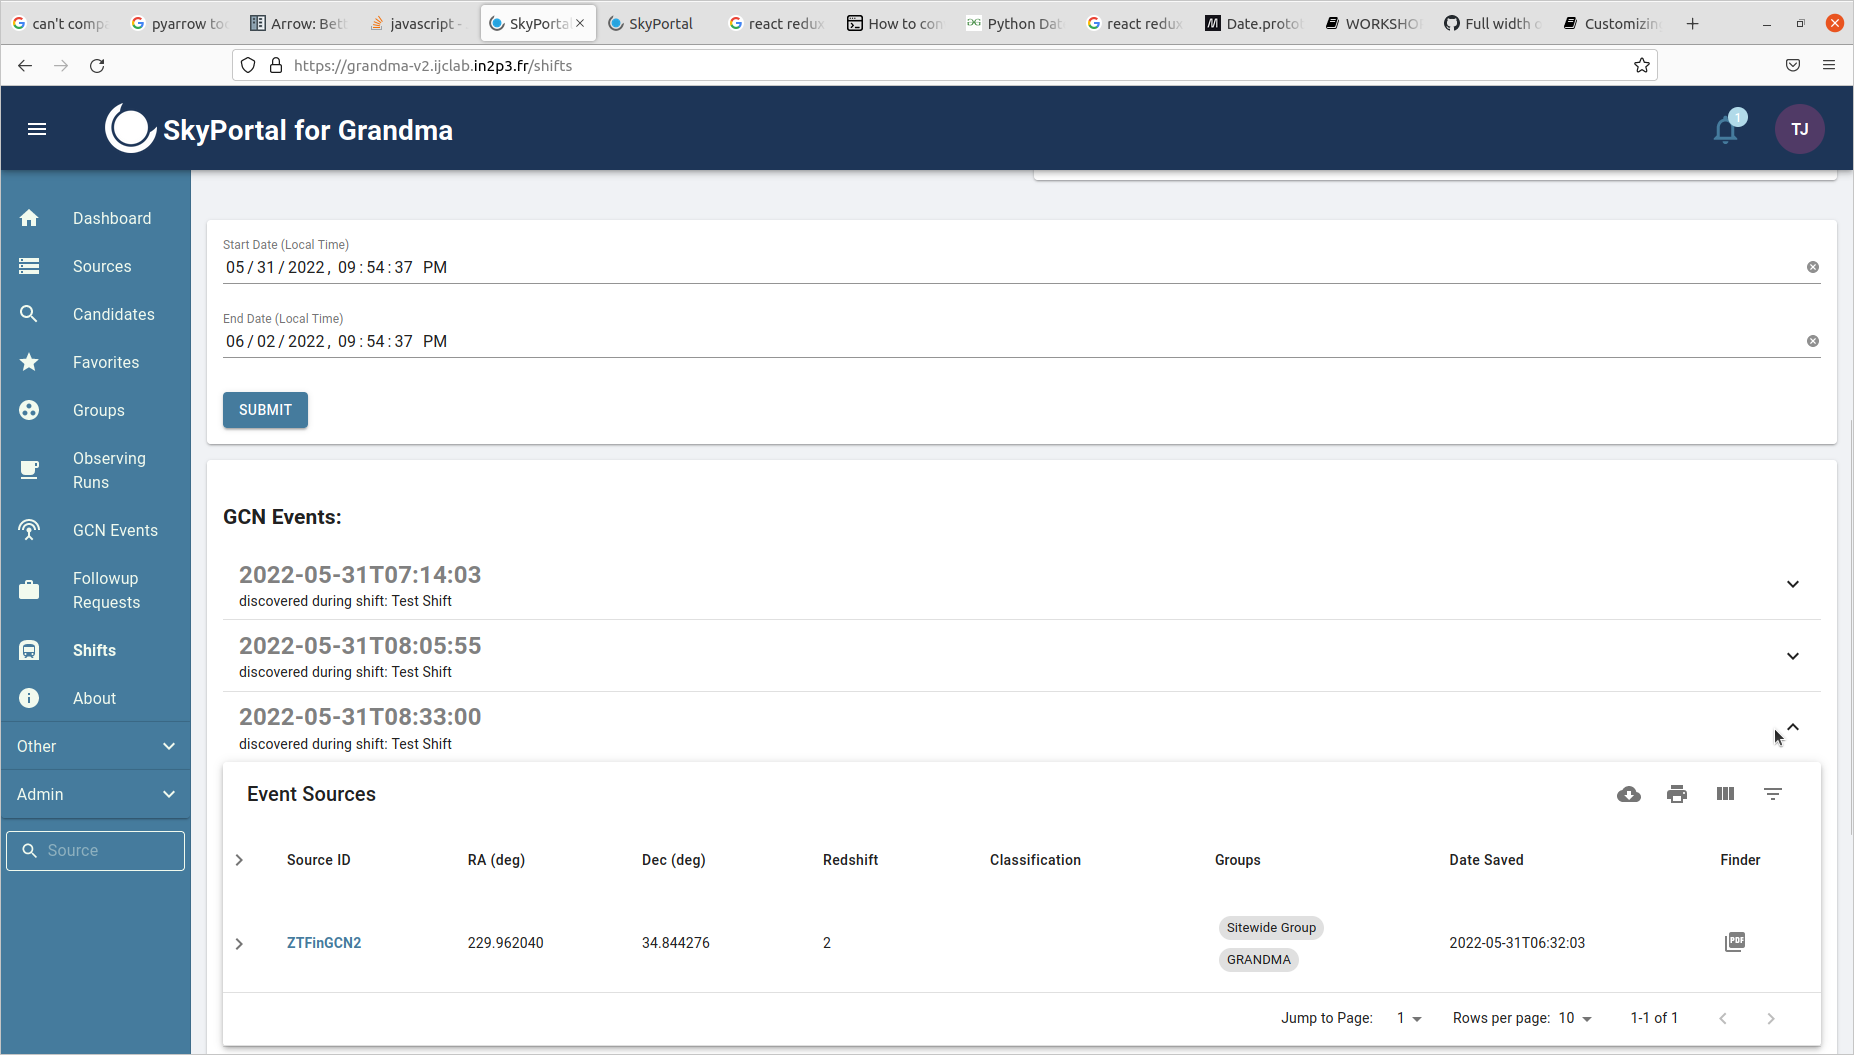 can't compa
pyarrow too
Arrow: Bett
javascript -
SkyPortal
SkyPortal
react redux
How to con
Python Dat
react redux
Date.proto
WORKSHO
Full width o
Customizing
https://grandma-v2.ijclab.in2p3.fr/shifts
SkyPortal for Grandma
1
TJ
Dashboard
Sources
Candidates
Favorites
Groups
Observing
Runs
GCN Events
Followup
Requests
Shifts
About
Other
Admin
Source
Start Date (Local Time)
05/31/2022, 09:54:37 PM
End Date (Local Time)
06/02/2022, 09:54:37 PM
SUBMIT
GCN Events:
2022-05-31T07:14:03
discovered during shift: Test Shift
2022-05-31T08:05:55
discovered during shift: Test Shift
2022-05-31T08:33:00
discovered during shift: Test Shift
Event Sources
Source ID RA (deg) Dec (deg) Redshift Classification Groups Date Saved Finder
ZTFinGCN2 229.962040 34.844276 2 Sitewide Group GRANDMA 2022-05-31T06:32:03 PDF
Jump to Page: 1 Rows per page: 10 1-1 of 1